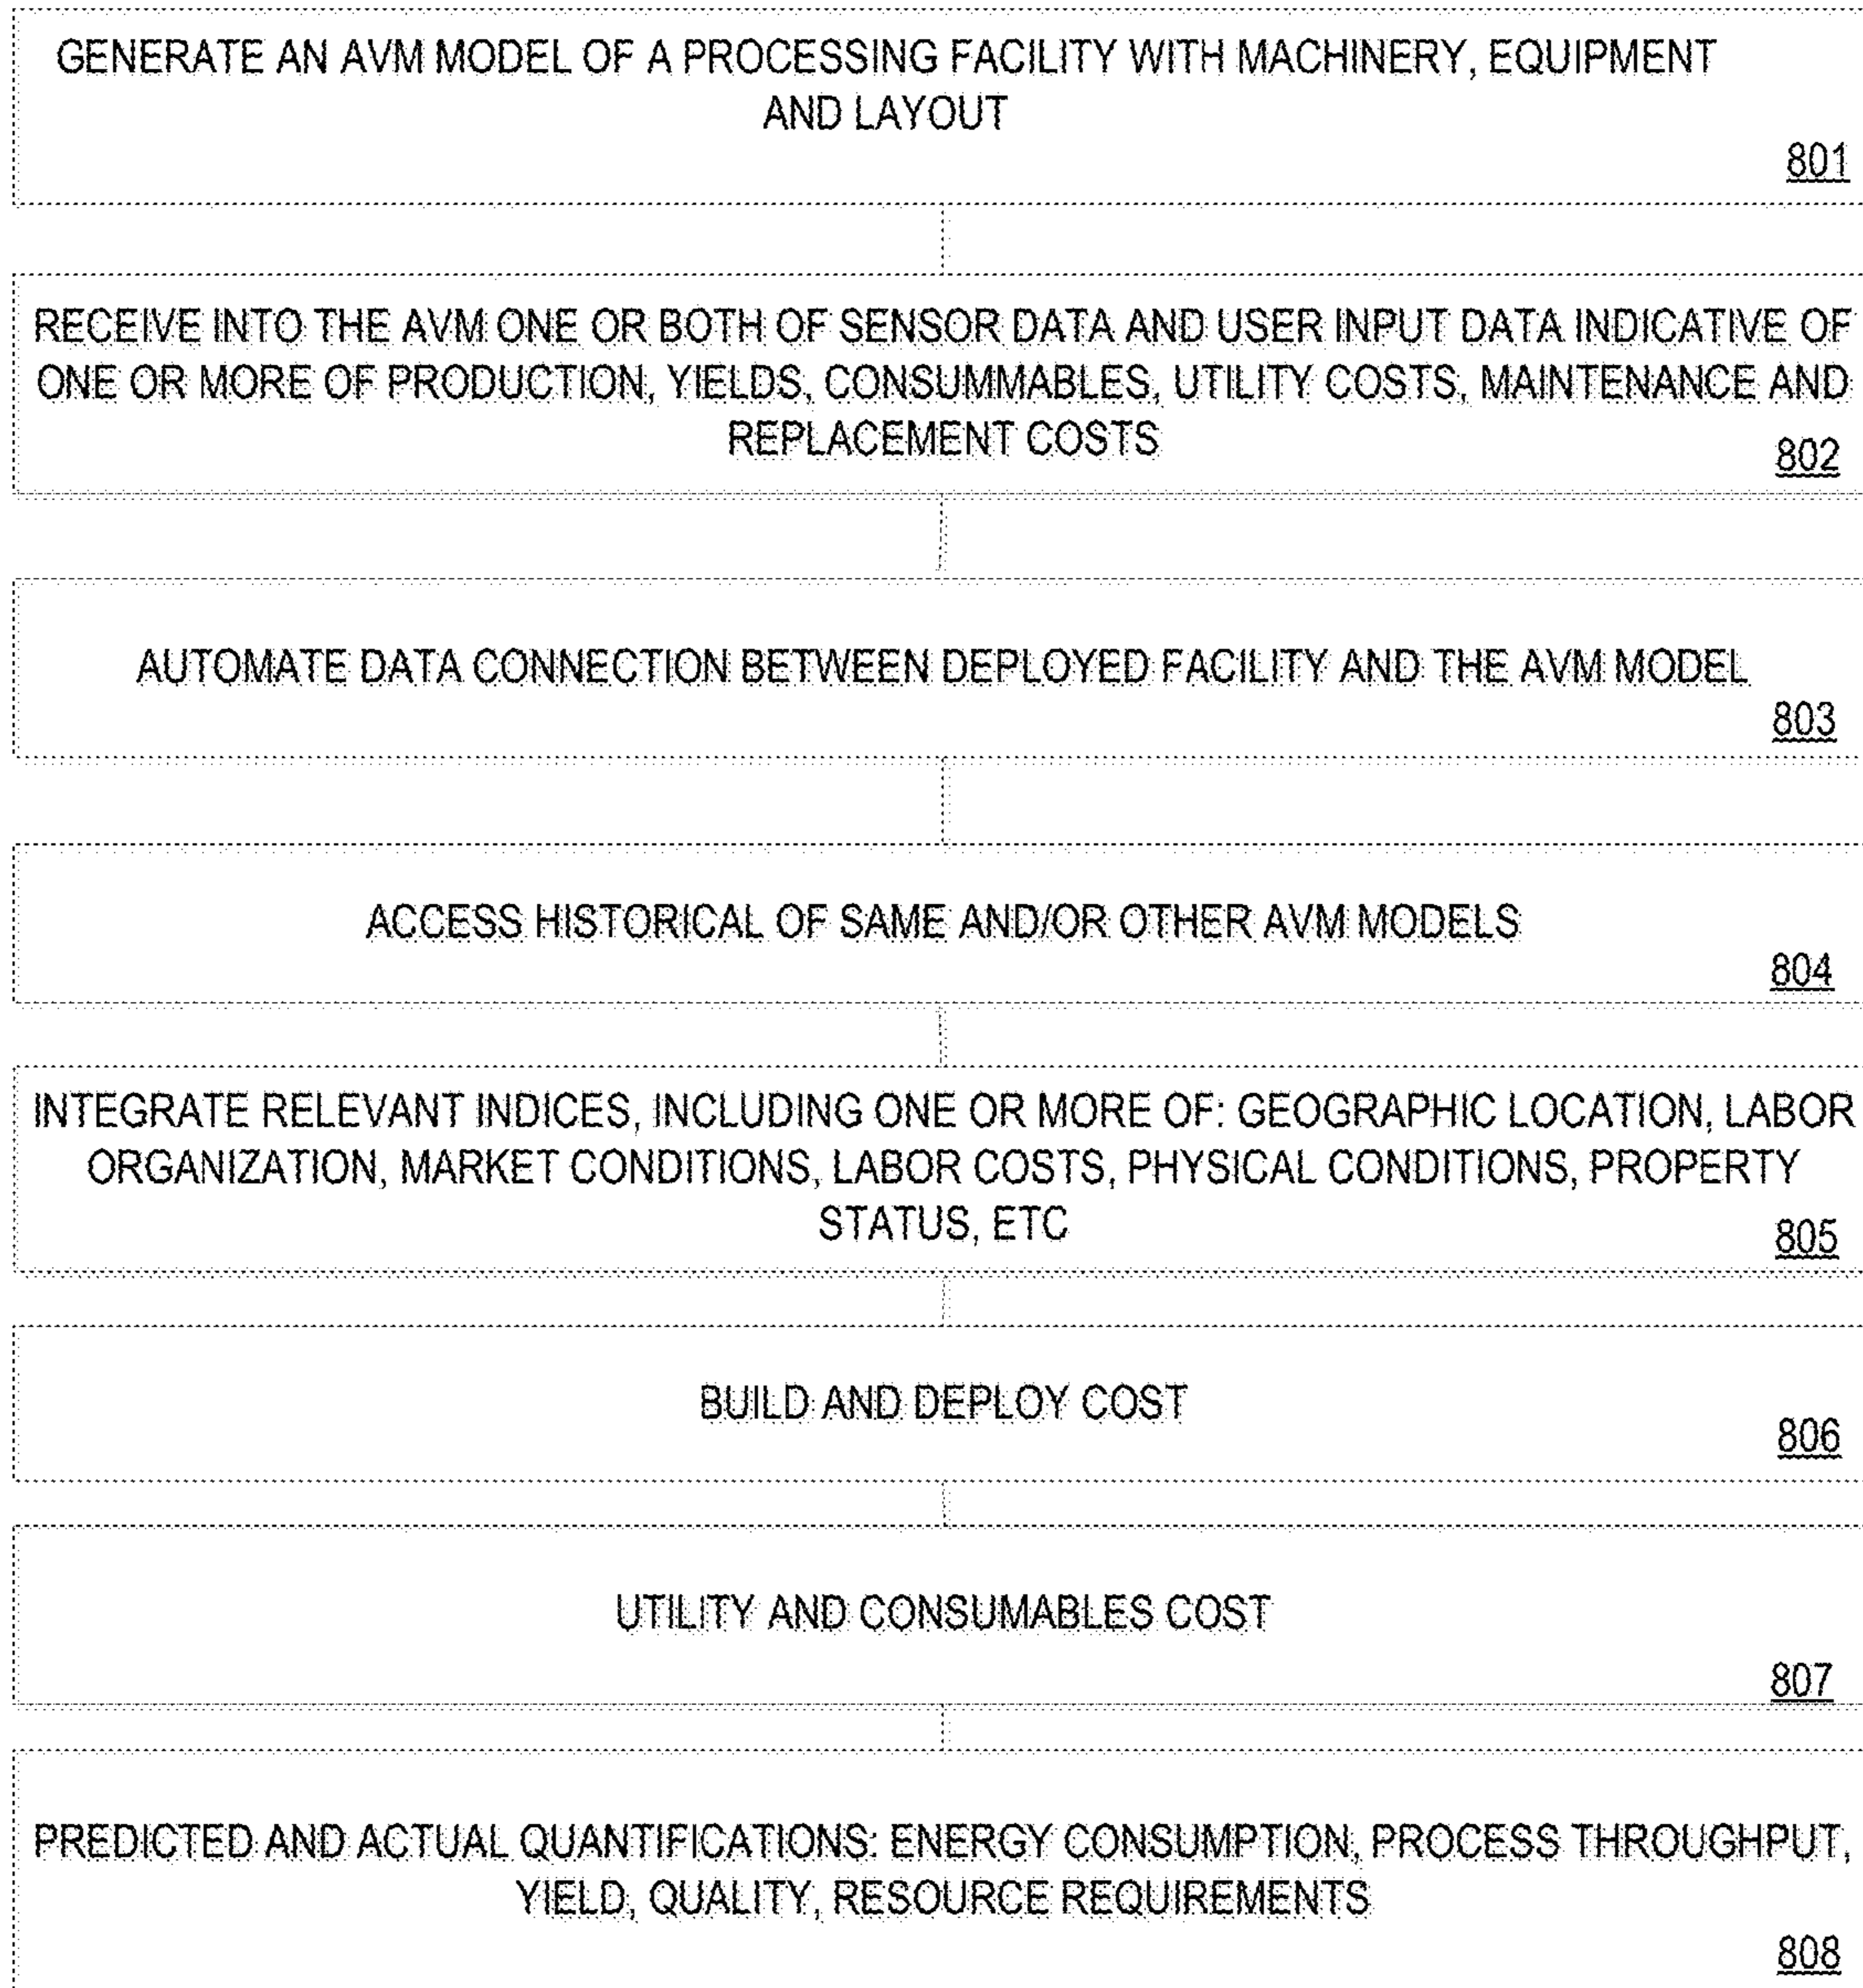 GENERATE AN AVM MODEL OF A PROCESSING FACILITY WITH MACHINERY, EQUIPMENT
AND LAYOUT
801
RECEIVE INTO THE AVM ONE OR BOTH OF SENSOR DATA AND USER INPUT DATA INDICATIVE OF
ONE OR MORE OF PRODUCTION, YIELDS, CONSUMMABLES, UTILITY COSTS, MAINTENANCE AND
REPLACEMENT COSTS
802
AUTOMATE DATA CONNECTION BETWEEN DEPLOYED FACILITY AND THE AVM MODEL
803
ACCESS HISTORICAL OF SAME AND/OR OTHER AVM MODELS
804
INTEGRATE RELEVANT INDICES, INCLUDING ONE OR MORE OF: GEOGRAPHIC LOCATION, LABOR
ORGANIZATION, MARKET CONDITIONS, LABOR COSTS, PHYSICAL CONDITIONS, PROPERTY
STATUS, ETC
805
BUILD AND DEPLOY COST
806
UTILITY AND CONSUMABLES COST
807
PREDICTED AND ACTUAL QUANTIFICATIONS: ENERGY CONSUMPTION, PROCESS THROUGHPUT,
YIELD, QUALITY, RESOURCE REQUIREMENTS
808